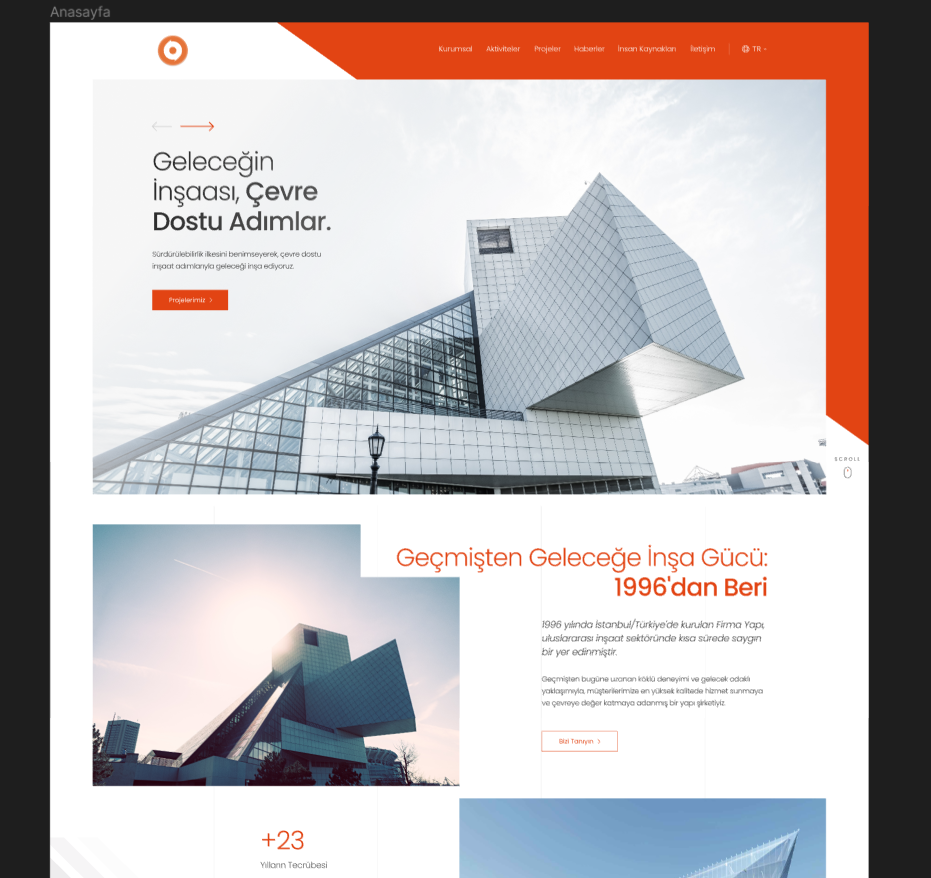 Anasayfa
Kurumsal Aktiviteler Projeler Haberler İnsan Kaynakları İletişim TR
Geleceğin
İnşaası, Çevre
Dostu Adımlar.
Sürdürülebilirlik ilkesini benimseyerek, çevre dostu
inşaat adımlarıyla geleceği inşa ediyoruz.
Projelerimiz
SCROLL
Geçmişten Geleceğe İnşa Gücü:
1996'dan Beri
1996 yılında İstanbul/Türkiye'de kurulan Firma Yapı,
uluslararası inşaat sektöründe kısa sürede saygın
bir yer edinmiştir.
Geçmişten bugüne uzanan köklü deneyimi ve gelecek odaklı
yaklaşımıyla, müşterilerimize en yüksek kalitede hizmet sunmaya
ve çevreye değer katmaya adanmış bir yapı şirketiyiz.
Bizi Tanıyın
+23
Yılların Tecrübesi